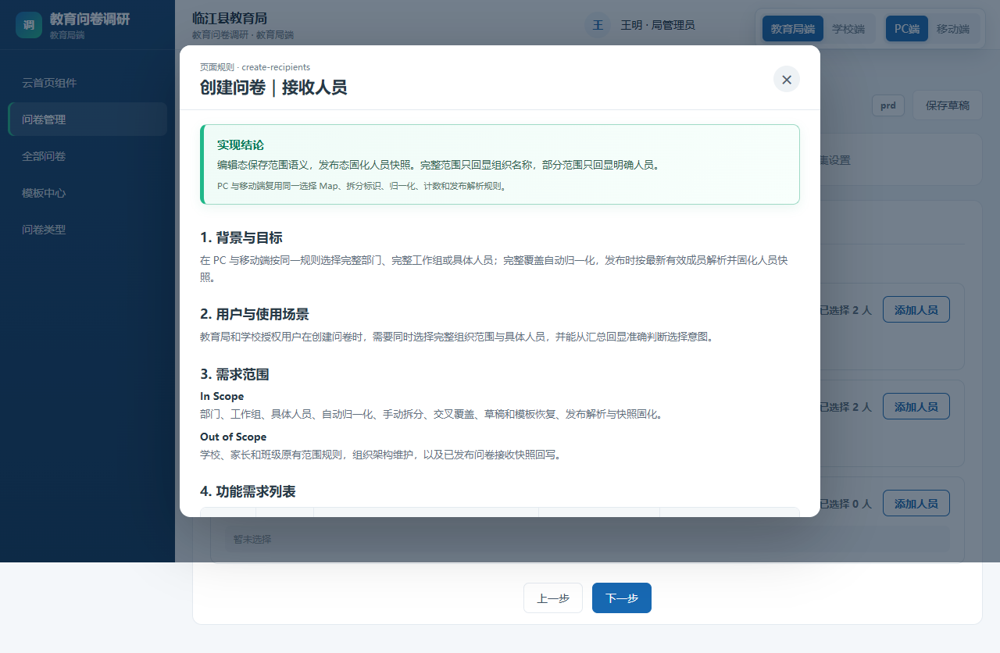 调
教育问卷调研
教育局端
云首页组件
问卷管理
全部问卷
模板中心
问卷类型
临江县教育局
教育问卷调研 · 教育局端
王
王明 · 局管理员
教育局端
学校端
PC端
移动端
prd
保存草稿
集设置
已选择 2 人
添加人员
已选择 2 人
添加人员
已选择 0 人
添加人员
暂未选择
上一步
下一步
页面规则 · create-recipients
创建问卷｜接收人员
实现结论
编辑态保存范围语义，发布态固化人员快照。完整范围只回显组织名称，部分范围只回显明确人员。
PC 与移动端复用同一选择 Map、拆分标识、归一化、计数和发布解析规则。
1. 背景与目标
在 PC 与移动端按同一规则选择完整部门、完整工作组或具体人员；完整覆盖自动归一化，发布时按最新有效成员解析并固化人员快
照。
2. 用户与使用场景
教育局和学校授权用户在创建问卷时，需要同时选择完整组织范围与具体人员，并能从汇总回显准确判断选择意图。
3. 需求范围
In Scope
部门、工作组、具体人员、自动归一化、手动拆分、交叉覆盖、草稿和模板恢复、发布解析与快照固化。
Out of Scope
学校、家长和班级原有范围规则，组织架构维护，以及已发布问卷接收快照回写。
4. 功能需求列表